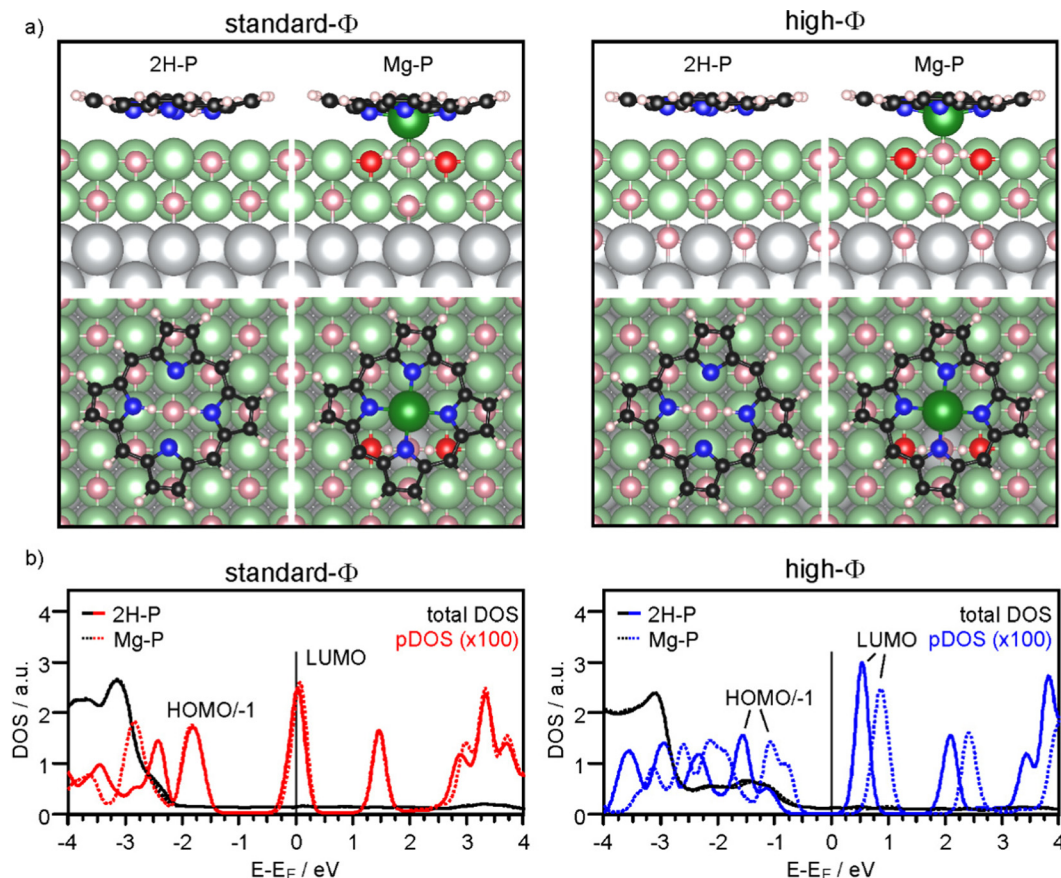 a)
standard-Φ
2H-P
Mg-P
high-Φ
2H-P
Mg-P
b)
standard-Φ
4
3
2
1
0
DOS / a.u.
2H-P
Mg-P
total DOS
pDOS (x100)
LUMO
HOMO/-1
-4 -3 -2 -1 0 1 2 3 4
E-EF / eV
high-Φ
4
3
2
1
0
DOS / a.u.
2H-P
Mg-P
total DOS
pDOS (x100)
LUMO
HOMO/-1
-4 -3 -2 -1 0 1 2 3 4
E-EF / eV